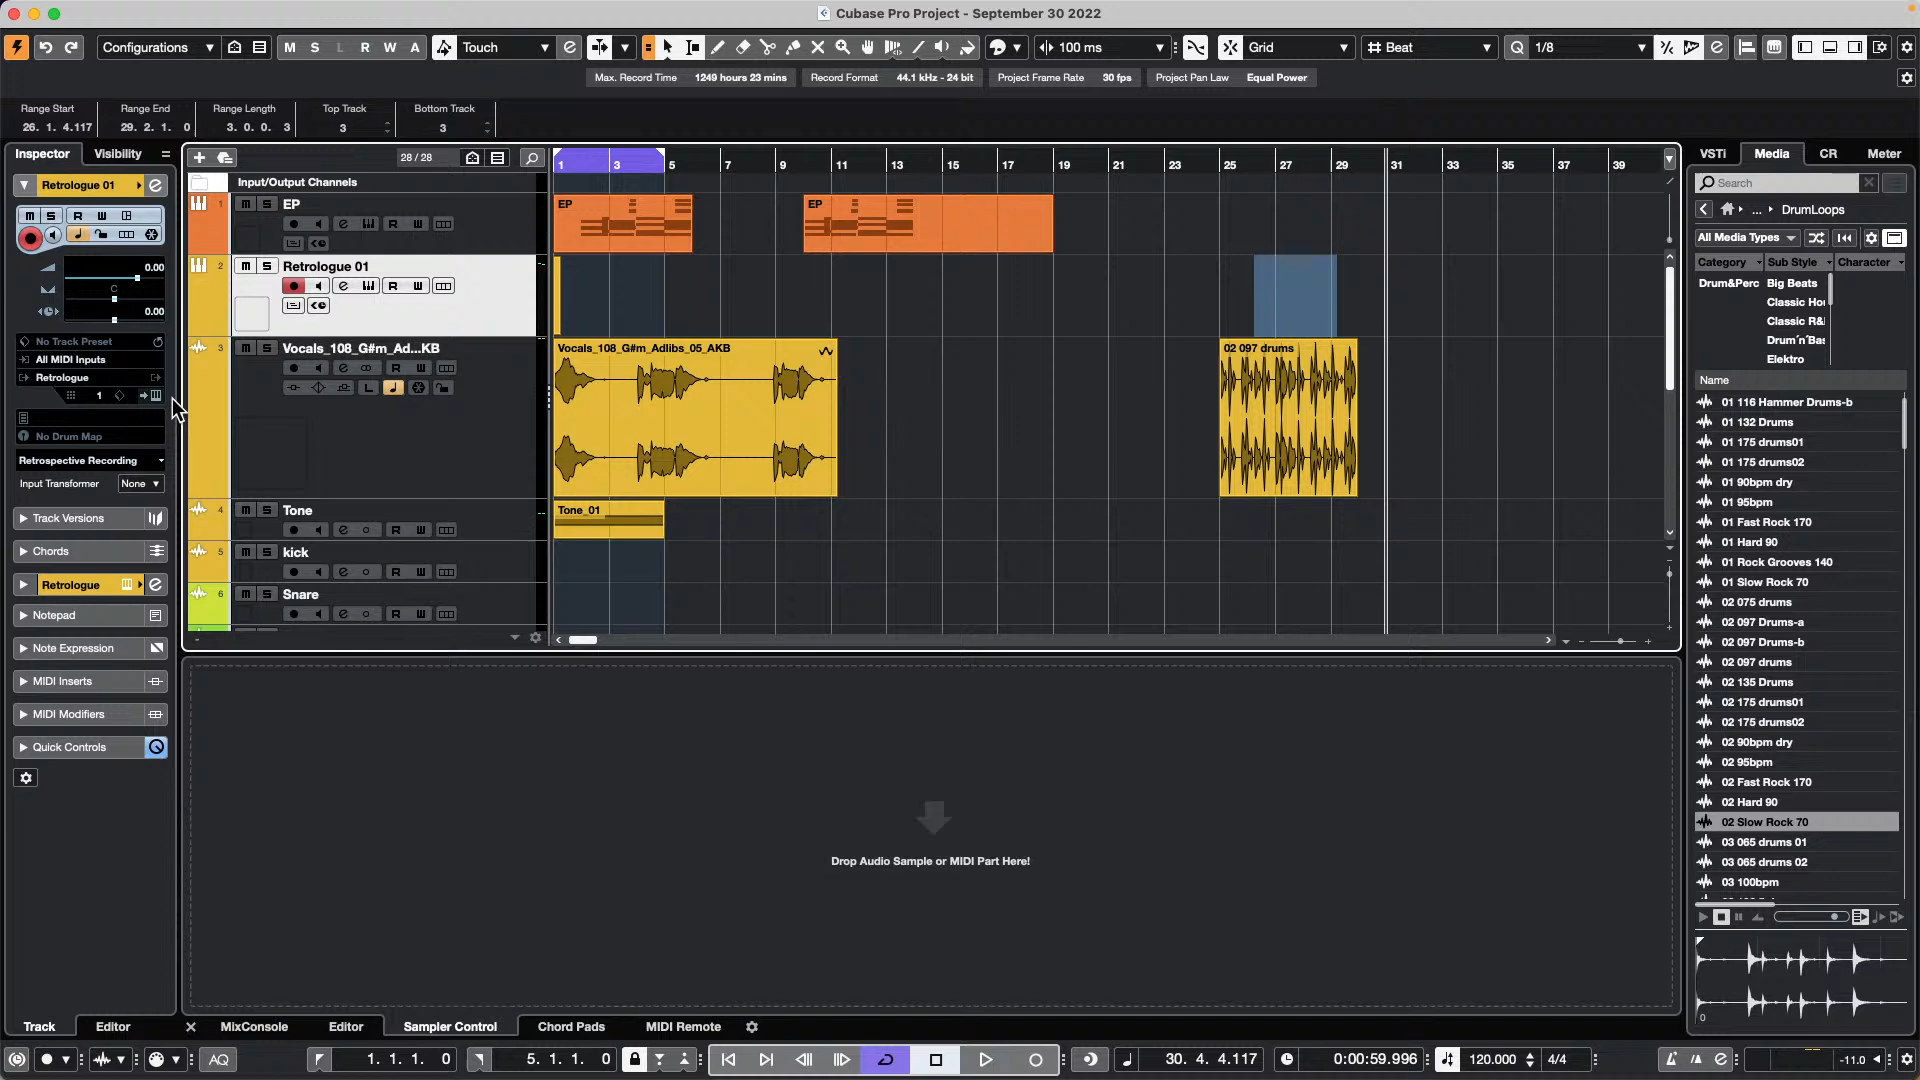 Cubase Pro Project - September 30 2022
Configurations M S L R W A Touch 100 ms Grid Beat Q 1/8
Max. Record Time 1249 hours 23 mins Record Format 44.1 kHz - 24 bit Project Frame Rate 30 fps Project Pan Law Equal Power
Range Start Range End Range Length Top Track Bottom Track
26. 1. 4.117 29. 2. 1. 0 3. 0. 0. 3 3 3
Inspector Visibility
Retrologue 01
M S R W
0.00
C
0.00
No Track Preset
All MIDI Inputs
Retrologue
1
No Drum Map
Retrospective Recording
Input Transformer None
Track Versions
Chords
Retrologue
Notepad
Note Expression
MIDI Inserts
MIDI Modifiers
Quick Controls
Track Editor
28 / 28
Input/Output Channels
1 M S EP
R W
2 M S Retrologue 01
R W
3 M S Vocals_108_G#m_Ad...KB
R W
L
4 M S Tone
R W
5 M S kick
R W
6 M S Snare
R W
1 3 5 7 9 11 13 15 17 19 21 23 25 27 29 31 33 35 37 39
EP EP
Vocals_108_G#m_Adlibs_05_AKB 02 097 drums
Tone_01
Drop Audio Sample or MIDI Part Here!
MixConsole Editor Sampler Control Chord Pads MIDI Remote
VSTi Media CR Meter
Search
... DrumLoops
All Media Types
Category Sub Style Character
Drum&Perc Big Beats
Classic Hou
Classic R&
Drum'n'Bas
Elektro
Name
01 116 Hammer Drums-b
01 132 Drums
01 175 drums01
01 175 drums02
01 90bpm dry
01 95bpm
01 Fast Rock 170
01 Hard 90
01 Rock Grooves 140
01 Slow Rock 70
02 075 drums
02 097 Drums-a
02 097 Drums-b
02 097 drums
02 135 Drums
02 175 drums01
02 175 drums02
02 90bpm dry
02 95bpm
02 Fast Rock 170
02 Hard 90
02 Slow Rock 70
03 065 drums 01
03 065 drums 02
03 100bpm
0
AQ 1. 1. 1. 0 5. 1. 1. 0 30. 4. 4.117 0:00:59.996 120.000 4/4 -11.0